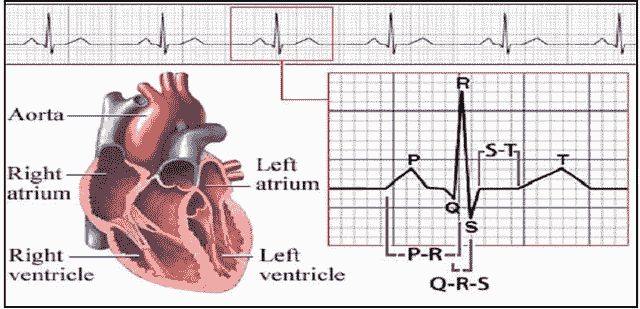 Aorta
Right
atrium
Right
ventricle
Left
atrium
Left
ventricle
R
P
S-T
T
Q
S
P-R
Q-R-S